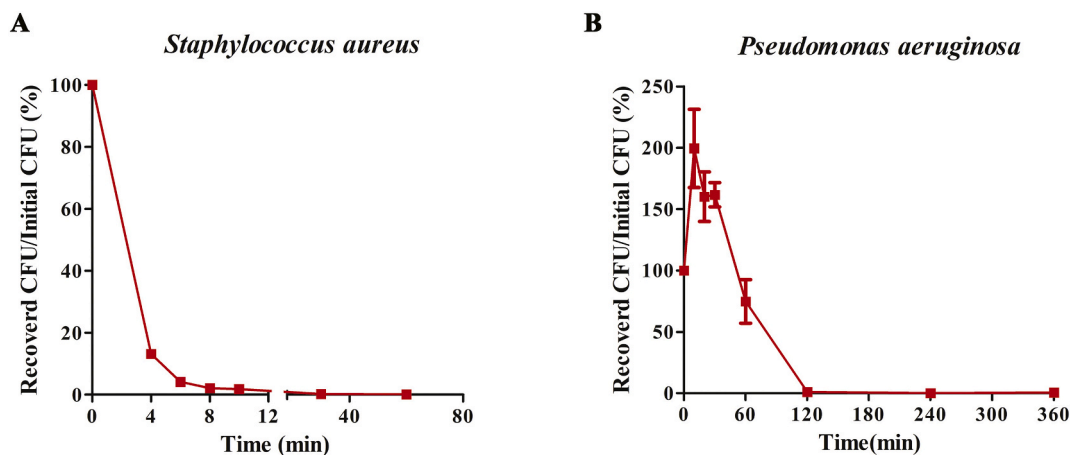 A
Staphylococcus aureus
Recoverd CFU/Initial CFU (%)
100
80
60
40
20
0
0 4 8 12 40 80
Time (min)
B
Pseudomonas aeruginosa
Recoverd CFU/Initial CFU (%)
250
200
150
100
50
0
0 60 120 180 240 300 360
Time(min)